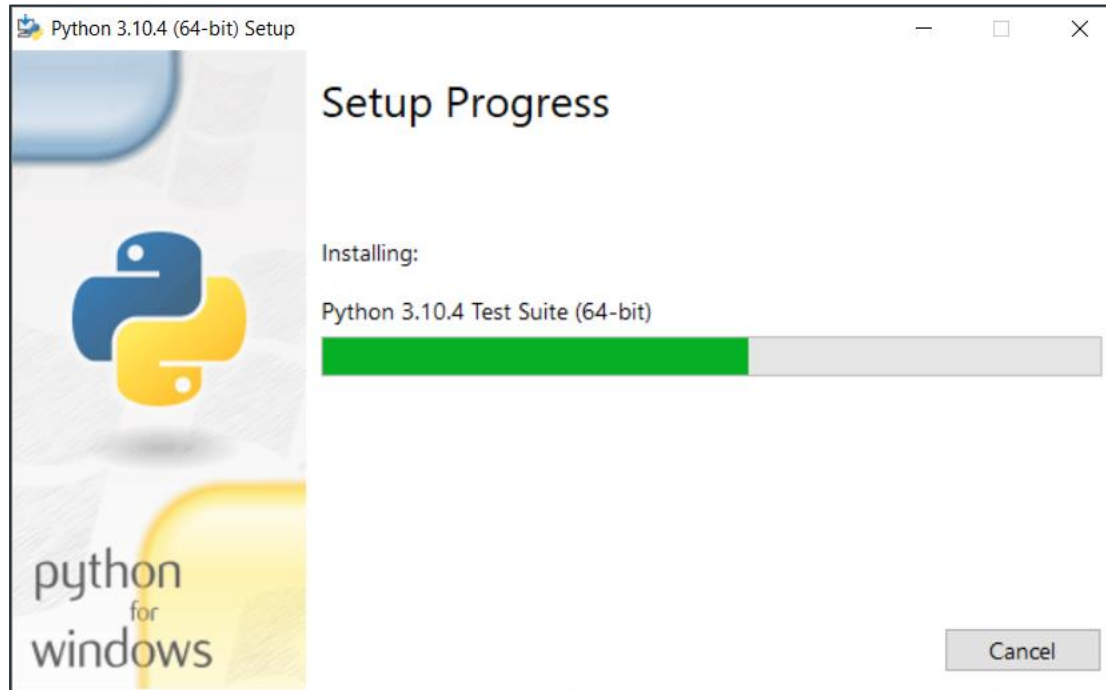 Python 3.10.4 (64-bit) Setup
Setup Progress
Installing:
Python 3.10.4 Test Suite (64-bit)
python
for
windows
Cancel